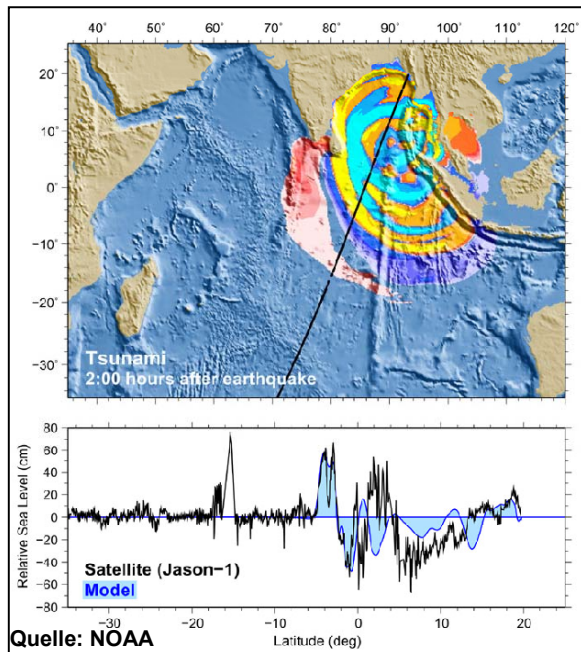 40° 50° 60° 70° 80° 90° 100° 110° 120°
20°
10°
0°
−10°
−20°
−30°
Tsunami
2:00 hours after earthquake
Relative Sea Level (cm)
80
60
40
20
0
−20
−40
−60
−80
Satellite (Jason−1)
Model
−30 −20 −10 0 10 20
Quelle: NOAA
Latitude (deg)